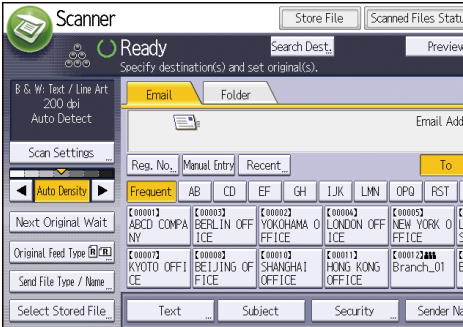 Scanner
Store File
Scanned Files Statu
Ready
Search Dest.
Preview
Specify destination(s) and set original(s).
B & W: Text / Line Art
200 dpi
Auto Detect
Scan Settings
Auto Density
Next Original Wait
Original Feed Type
Send File Type / Name
Select Stored File
Email
Folder
Email Add
Reg. No.
Manual Entry
Recent
To
Frequent
AB
CD
EF
GH
IJK
LMN
OPQ
RST
[00001]
ABCD COMPA
NY
[00003]
BERLIN OFF
ICE
[00002]
YOKOHAMA O
FFICE
[00004]
LONDON OFF
ICE
[00005]
NEW YORK O
FFICE
[00007]
KYOTO OFFI
CE
[00008]
BEIJING OF
FICE
[00010]
SHANGHAI
OFFICE
[00011]
HONG KONG
OFFICE
[00012]
Branch_01
Text
Subject
Security
Sender Na